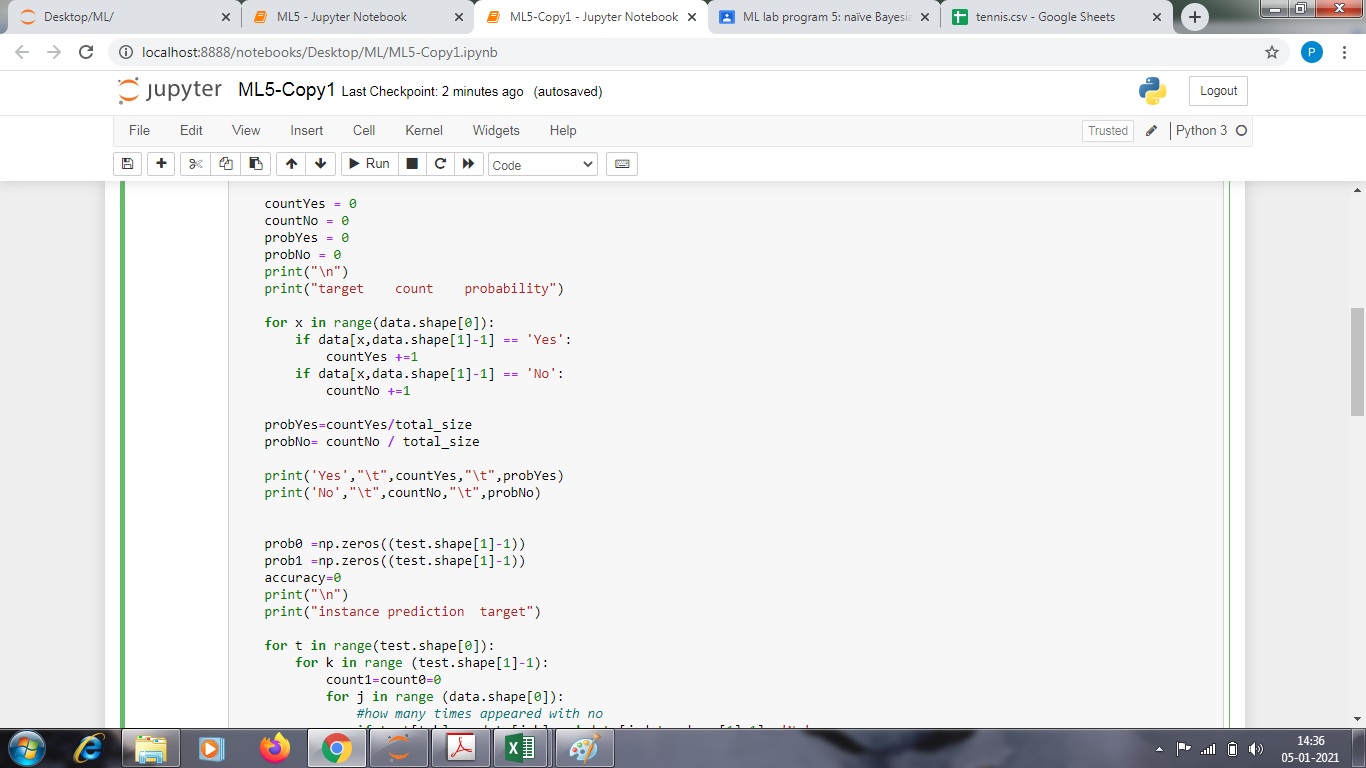 Desktop/ML/
ML5 - Jupyter Notebook
ML5-Copy1 - Jupyter Notebook
ML lab program 5: naïve Bayesia
tennis.csv - Google Sheets
localhost:8888/notebooks/Desktop/ML/ML5-Copy1.ipynb
P
jupyter ML5-Copy1 Last Checkpoint: 2 minutes ago (autosaved)
Logout
File Edit View Insert Cell Kernel Widgets Help
Trusted
Python 3
Run
Code
countYes = 0
countNo = 0
probYes = 0
probNo = 0
print("\n")
print("target    count    probability")
for x in range(data.shape[0]):
    if data[x,data.shape[1]-1] == 'Yes':
        countYes +=1
    if data[x,data.shape[1]-1] == 'No':
        countNo +=1
probYes=countYes/total_size
probNo= countNo / total_size
print('Yes',"\t",countYes,"\t",probYes)
print('No',"\t",countNo,"\t",probNo)
prob0 =np.zeros((test.shape[1]-1))
prob1 =np.zeros((test.shape[1]-1))
accuracy=0
print("\n")
print("instance prediction  target")
for t in range(test.shape[0]):
    for k in range (test.shape[1]-1):
        count1=count0=0
        for j in range (data.shape[0]):
            #how many times appeared with no
14:36
05-01-2021